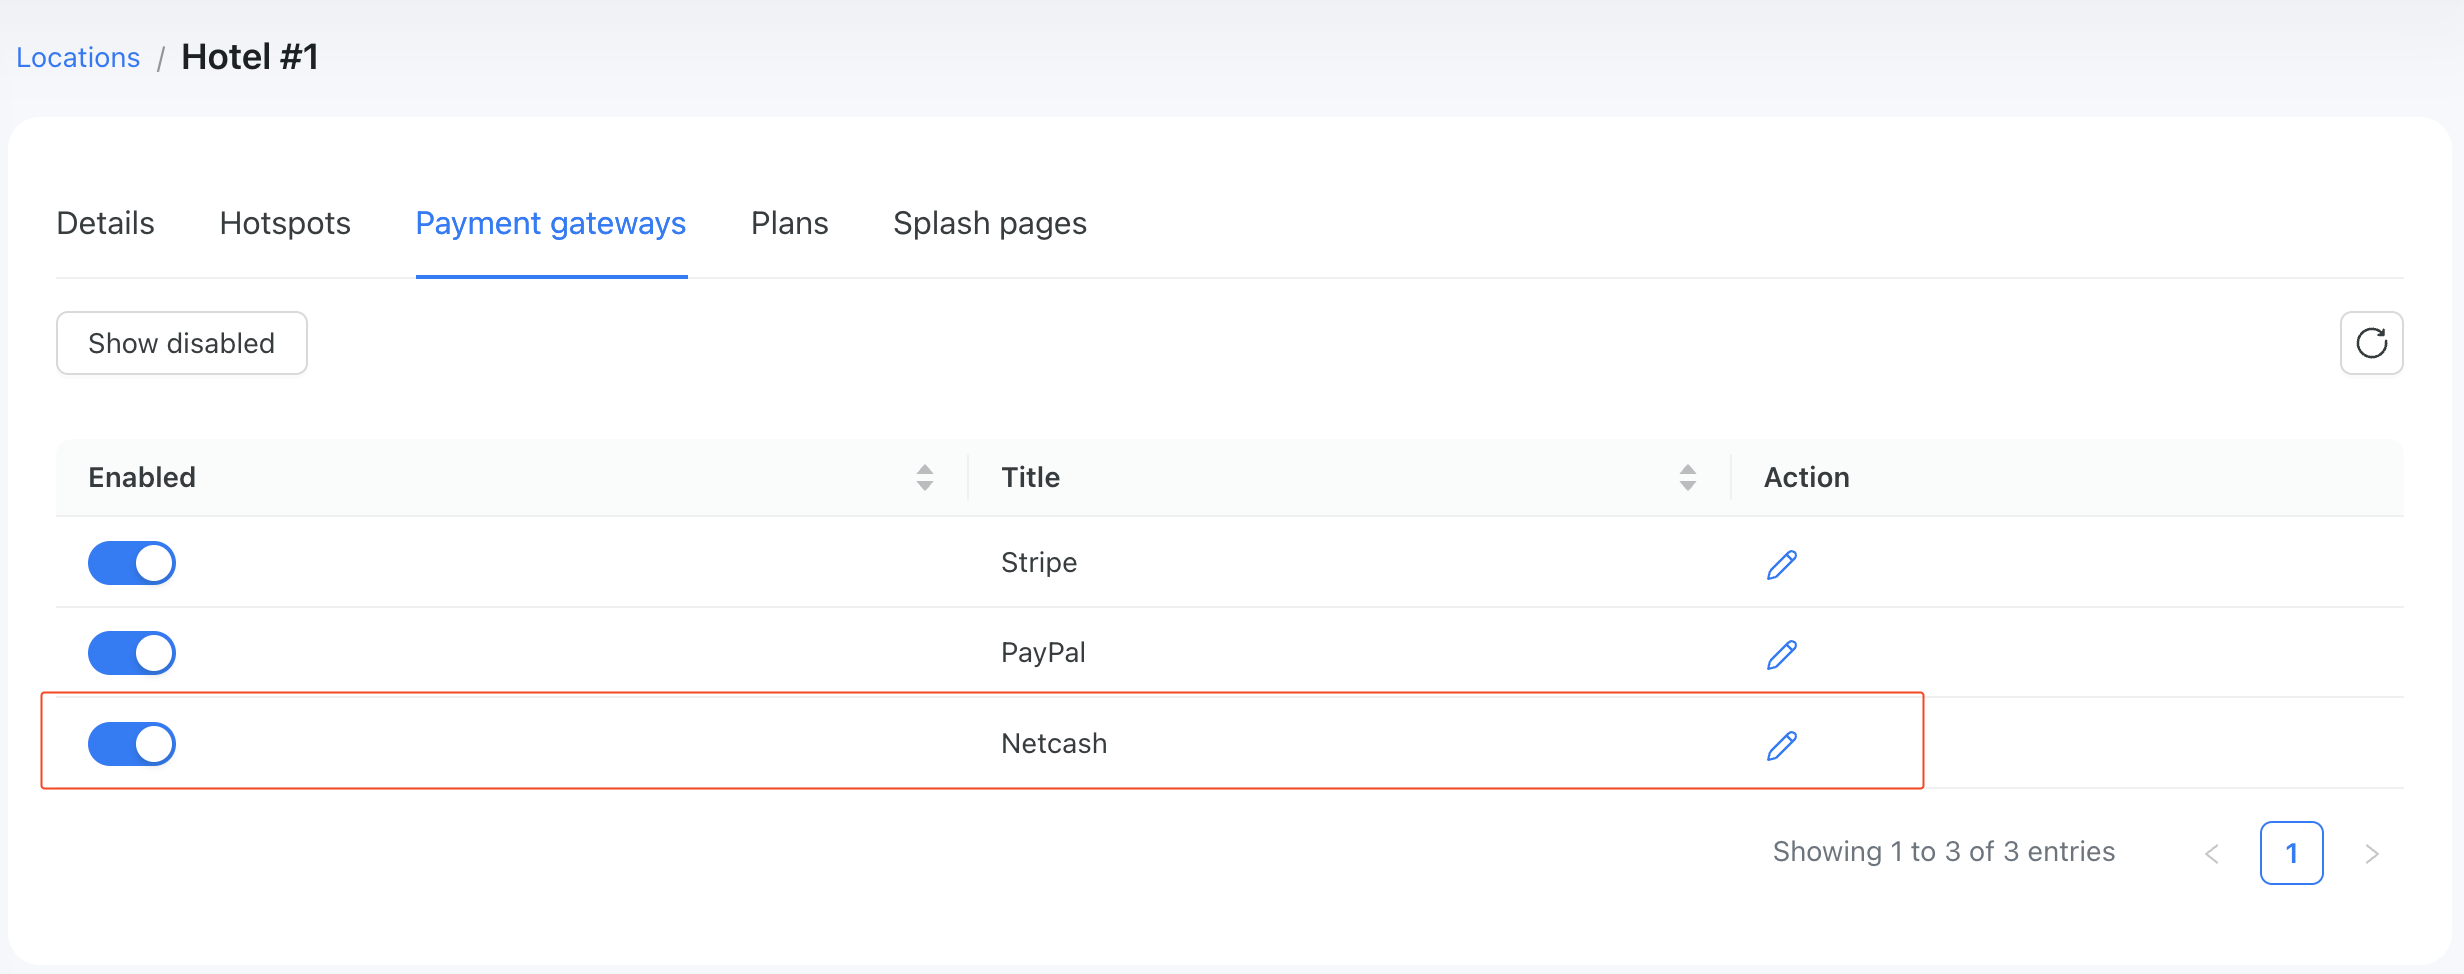 Locations / Hotel #1
Details Hotspots Payment gateways Plans Splash pages
Show disabled
Enabled Title Action
Stripe
PayPal
Netcash
Showing 1 to 3 of 3 entries < 1 >